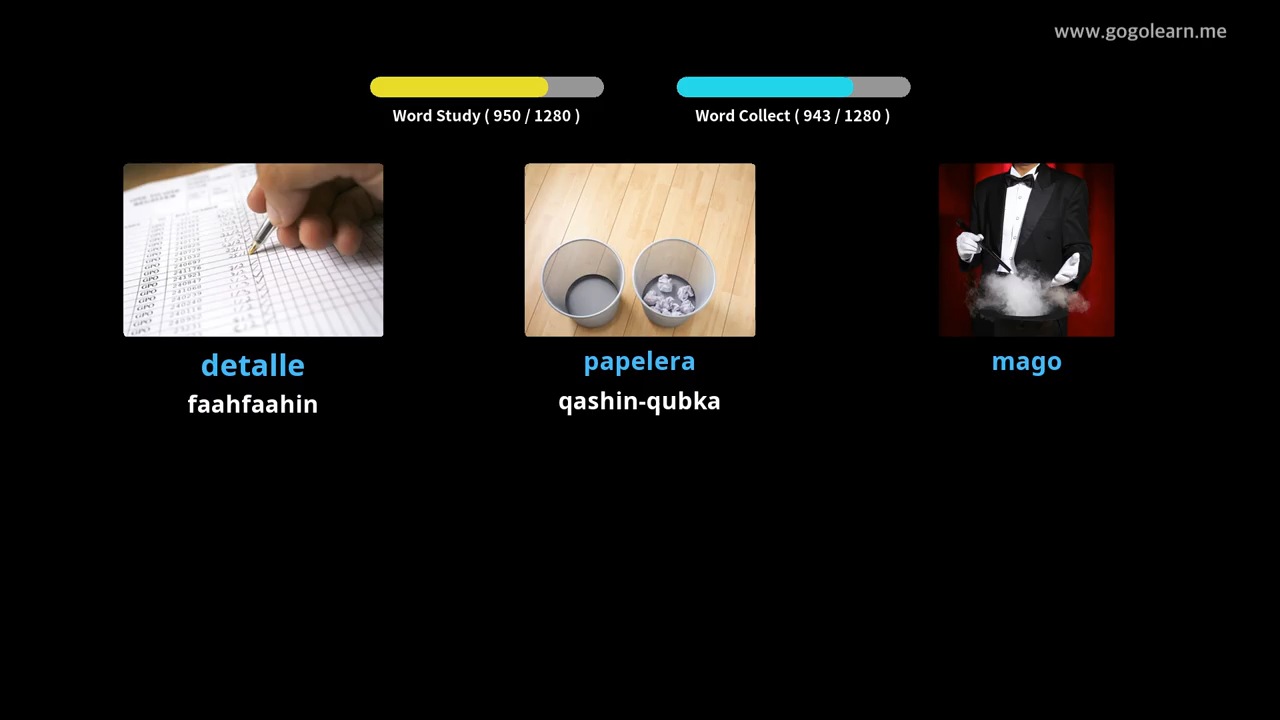 www.gogolearn.me
Word Study ( 950 / 1280 )
Word Collect ( 943 / 1280 )
detalle
faahfaahin
papelera
qashin-qubka
mago